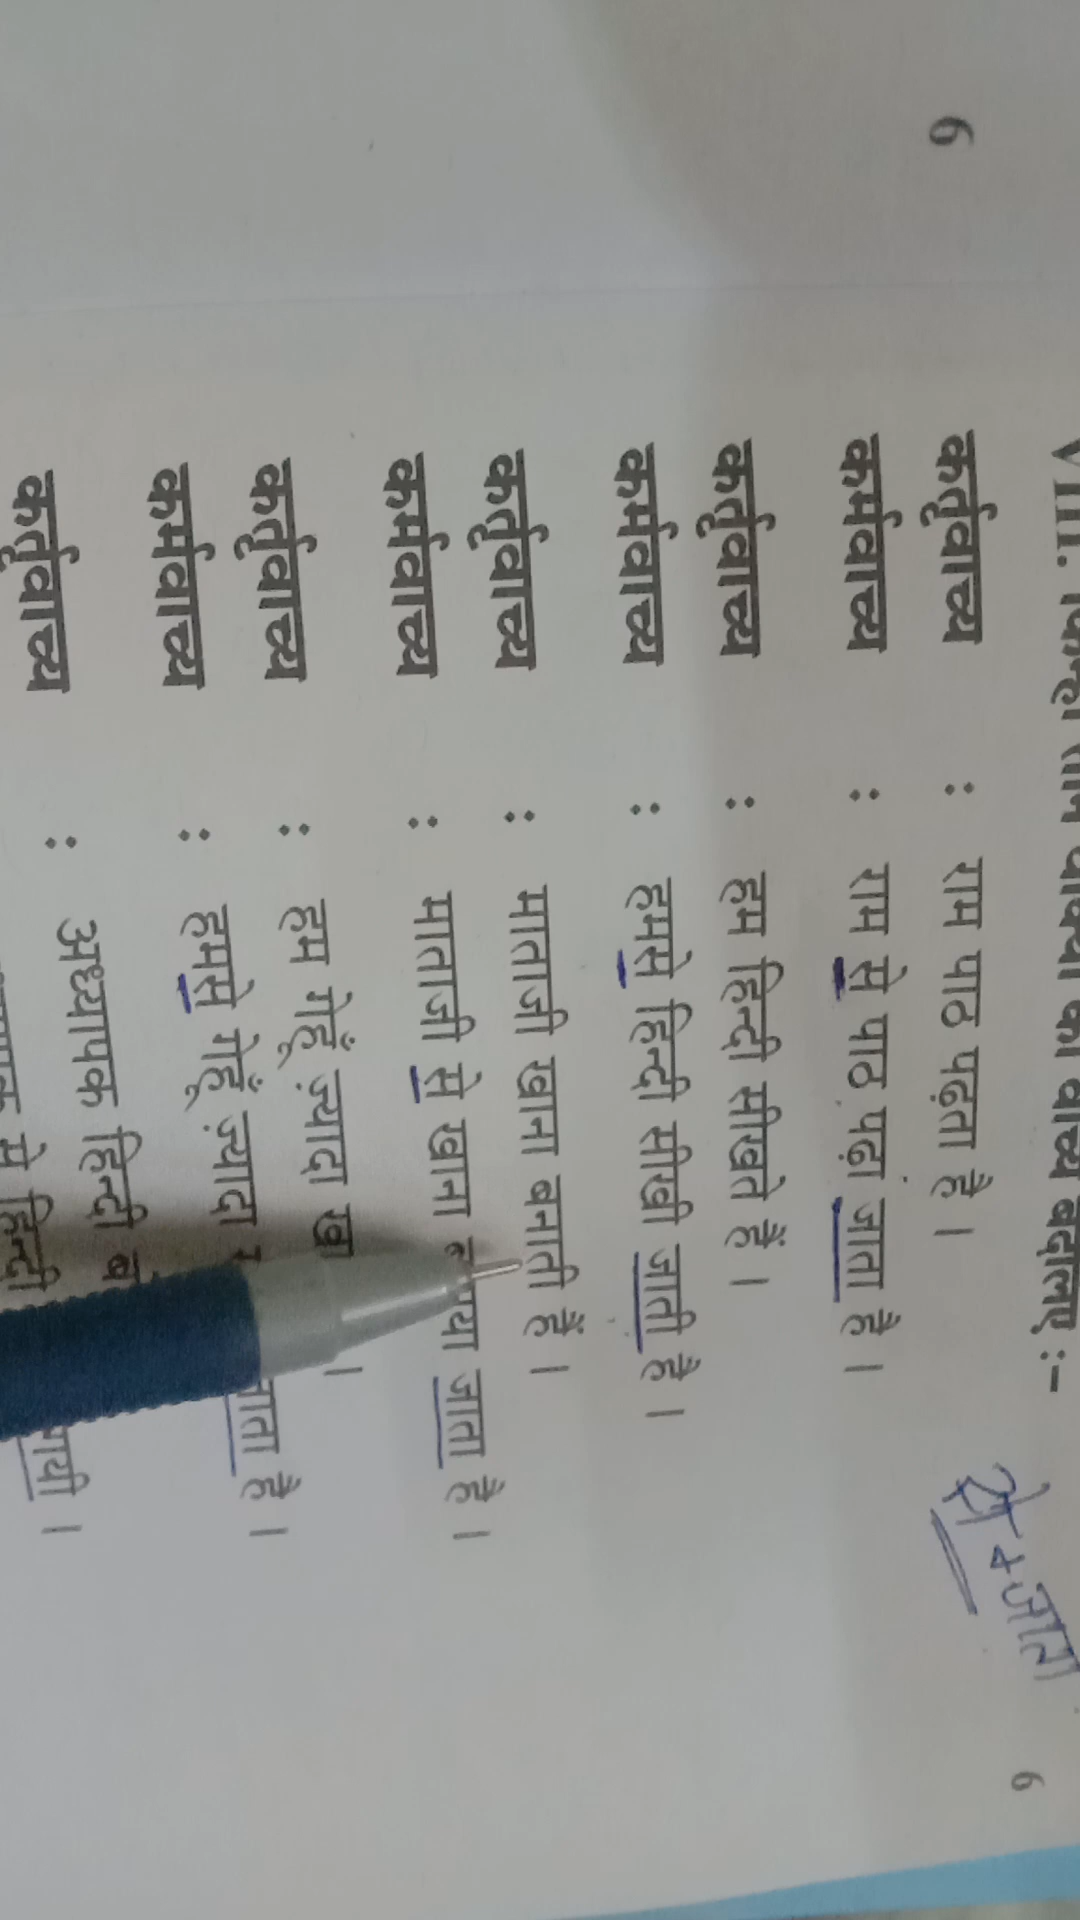 6
VIII. किन्हीं तीन वाक्यों का वाच्य बदलिए :-
से + जाता
6
कर्तृवाच्य : राम पाठ पढ़ता है ।
कर्मवाच्य : राम से पाठ पढ़ा जाता है ।
कर्तृवाच्य : हम हिन्दी सीखते हैं ।
कर्मवाच्य : हमसे हिन्दी सीखी जाती है ।
कर्तृवाच्य : माताजी खाना बनाती हैं ।
कर्मवाच्य : माताजी से खाना जाता है ।
कर्तृवाच्य : हम गेहूँ ज़्यादा ।
कर्मवाच्य : हमसे गेहूँ ज़्यादा जाता है ।
कर्तृवाच्य : अध्यापक हिन्दी
से हिन्दी ।